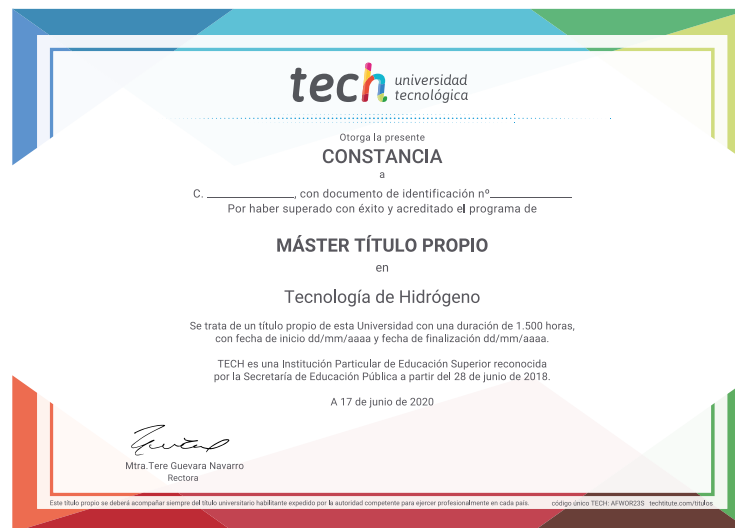 tech universidad
tecnológica
Otorga la presente
CONSTANCIA
a
C. ________________, con documento de identificación nº______________
Por haber superado con éxito y acreditado el programa de
MÁSTER TÍTULO PROPIO
en
Tecnología de Hidrógeno
Se trata de un título propio de esta Universidad con una duración de 1.500 horas,
con fecha de inicio dd/mm/aaaa y fecha de finalización dd/mm/aaaa.
TECH es una Institución Particular de Educación Superior reconocida
por la Secretaría de Educación Pública a partir del 28 de junio de 2018.
A 17 de junio de 2020
Mtra.Tere Guevara Navarro
Rectora
Este título propio se deberá acompañar siempre del título universitario habilitante expedido por la autoridad competente para ejercer profesionalmente en cada país. código único TECH: AFWOR23S techtitute.com/titulos